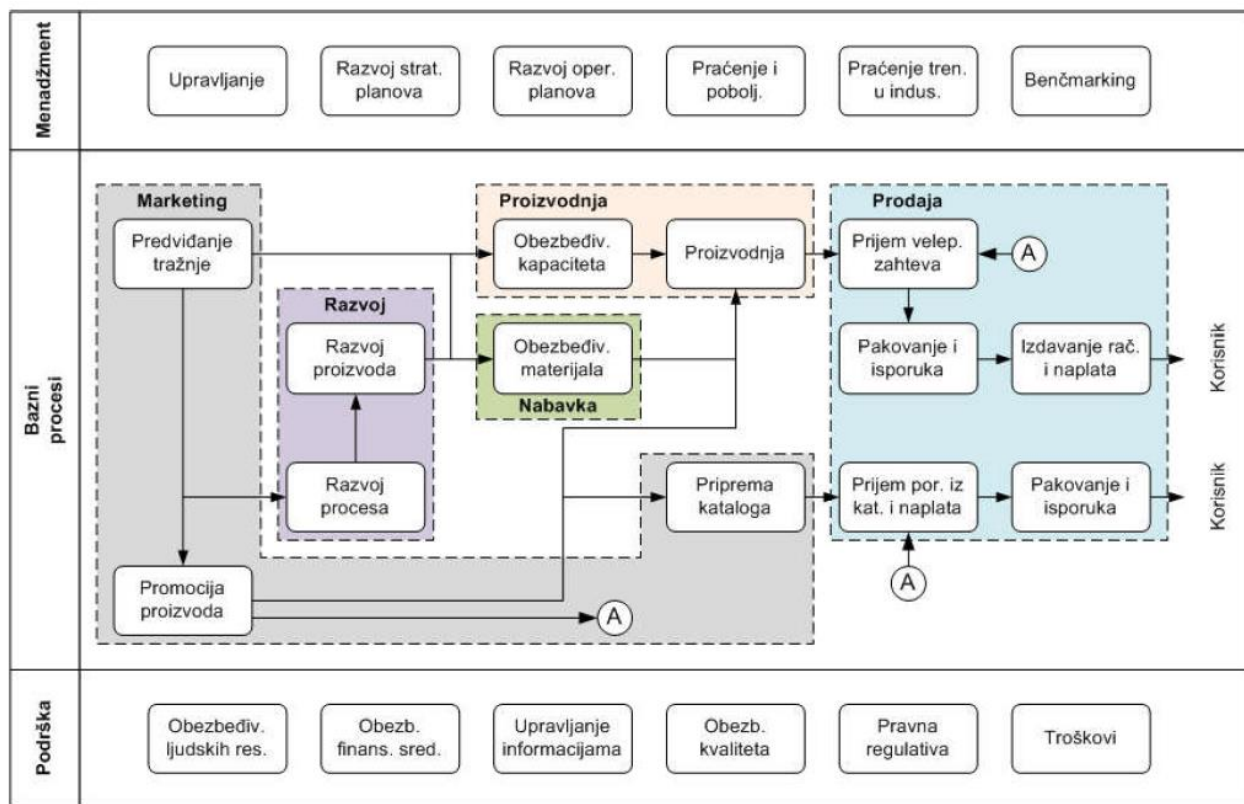 Menadžment
Upravljanje
Razvoj strat.
planova
Razvoj oper.
planova
Praćenje i
pobolj.
Praćenje tren.
u indus.
Benčmarking
Bazni
procesi
Marketing
Predviđanje
tražnje
Razvoj
Razvoj
proizvoda
Razvoj
procesa
Promocija
proizvoda
A
Proizvodnja
Obezbeđiv.
kapaciteta
Proizvodnja
Obezbeđiv.
materijala
Nabavka
Priprema
kataloga
Prodaja
Prijem velep.
zahteva
A
Pakovanje i
isporuka
Izdavanje rač.
i naplata
Korisnik
Prijem por. iz
kat. i naplata
Pakovanje i
isporuka
Korisnik
A
Podrška
Obezbeđiv.
ljudskih res.
Obezb.
finans. sred.
Upravljanje
informacijama
Obezb.
kvaliteta
Pravna
regulativa
Troškovi